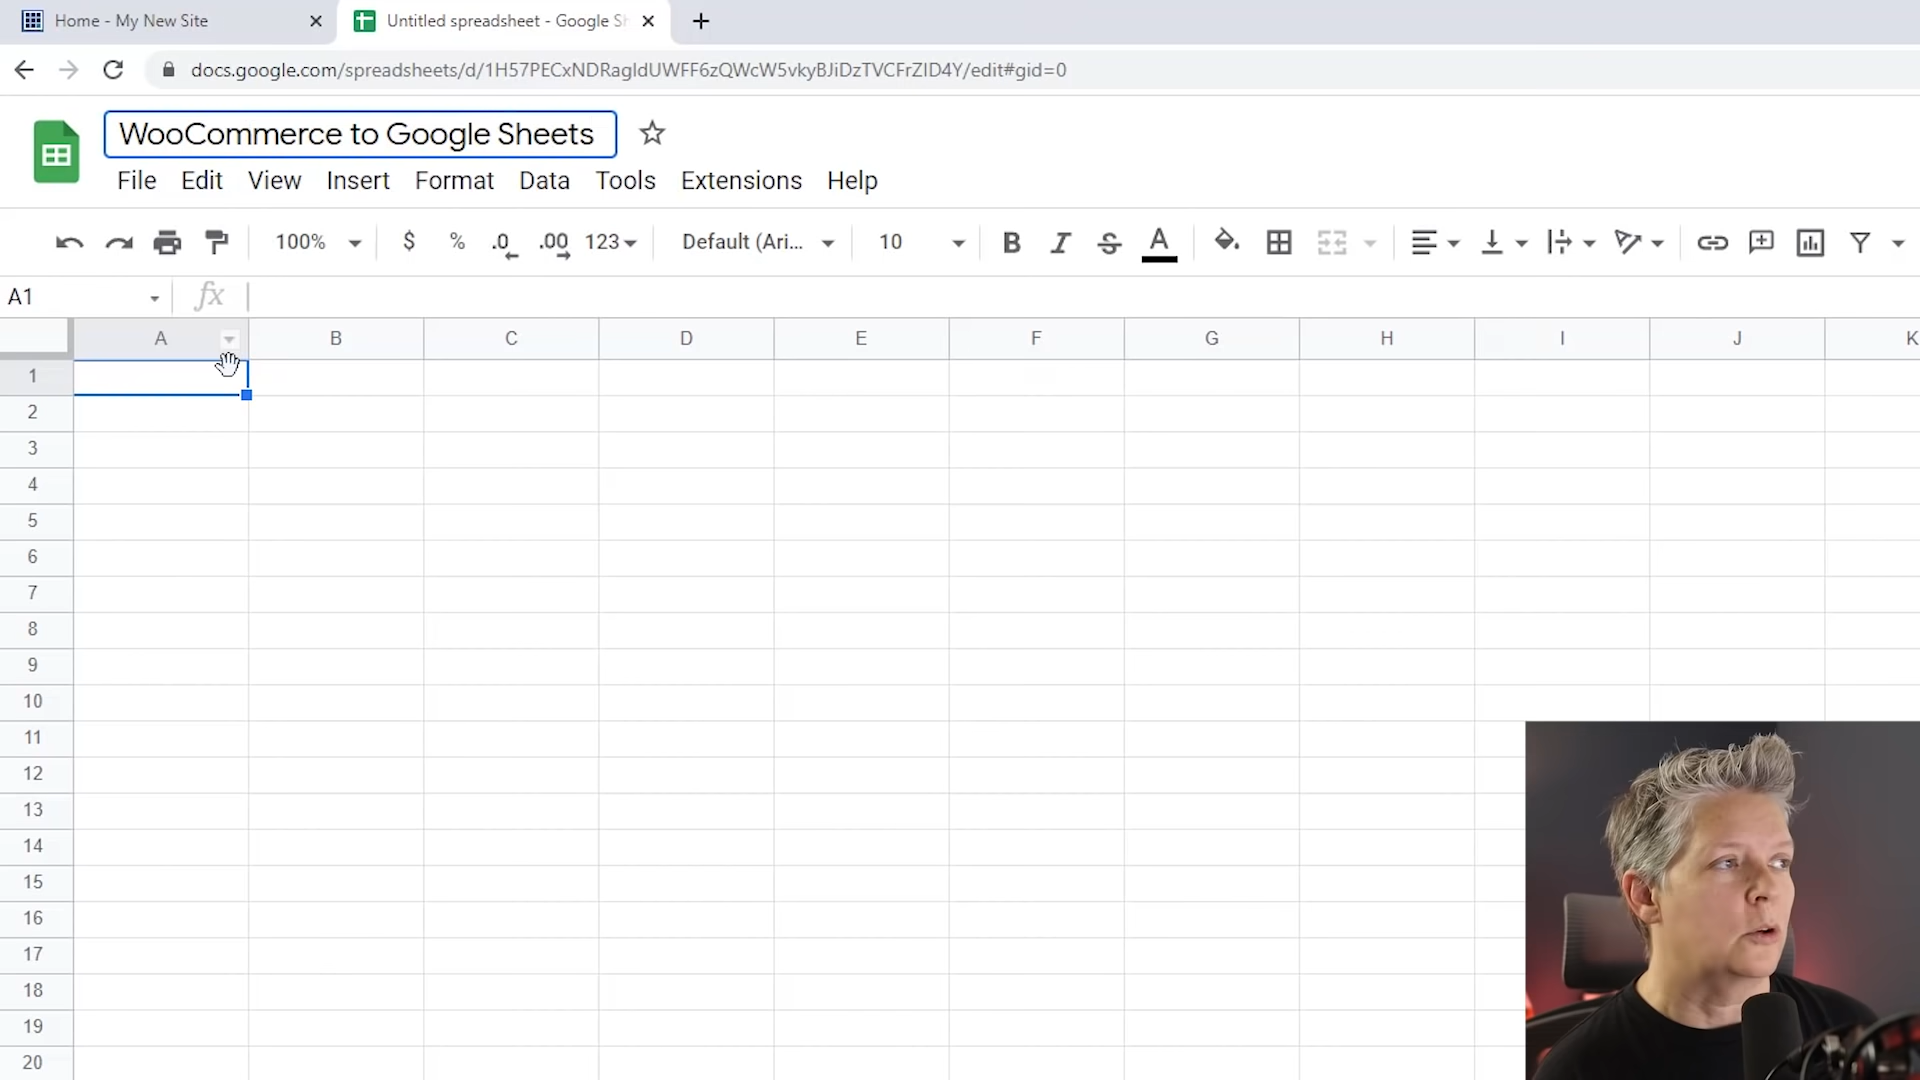 Home - My New Site
Untitled spreadsheet - Google Sh
docs.google.com/spreadsheets/d/1H57PECxNDRagIdUWFF6zQWcW5vkyBJiDzTVCFrZID4Y/edit#gid=0
WooCommerce to Google Sheets
File Edit View Insert Format Data Tools Extensions Help
100% $ % .0 .00 123 Default (Ari... 10 B I S A
A1 fx
A B C D E F G H I J K
1
2
3
4
5
6
7
8
9
10
11
12
13
14
15
16
17
18
19
20